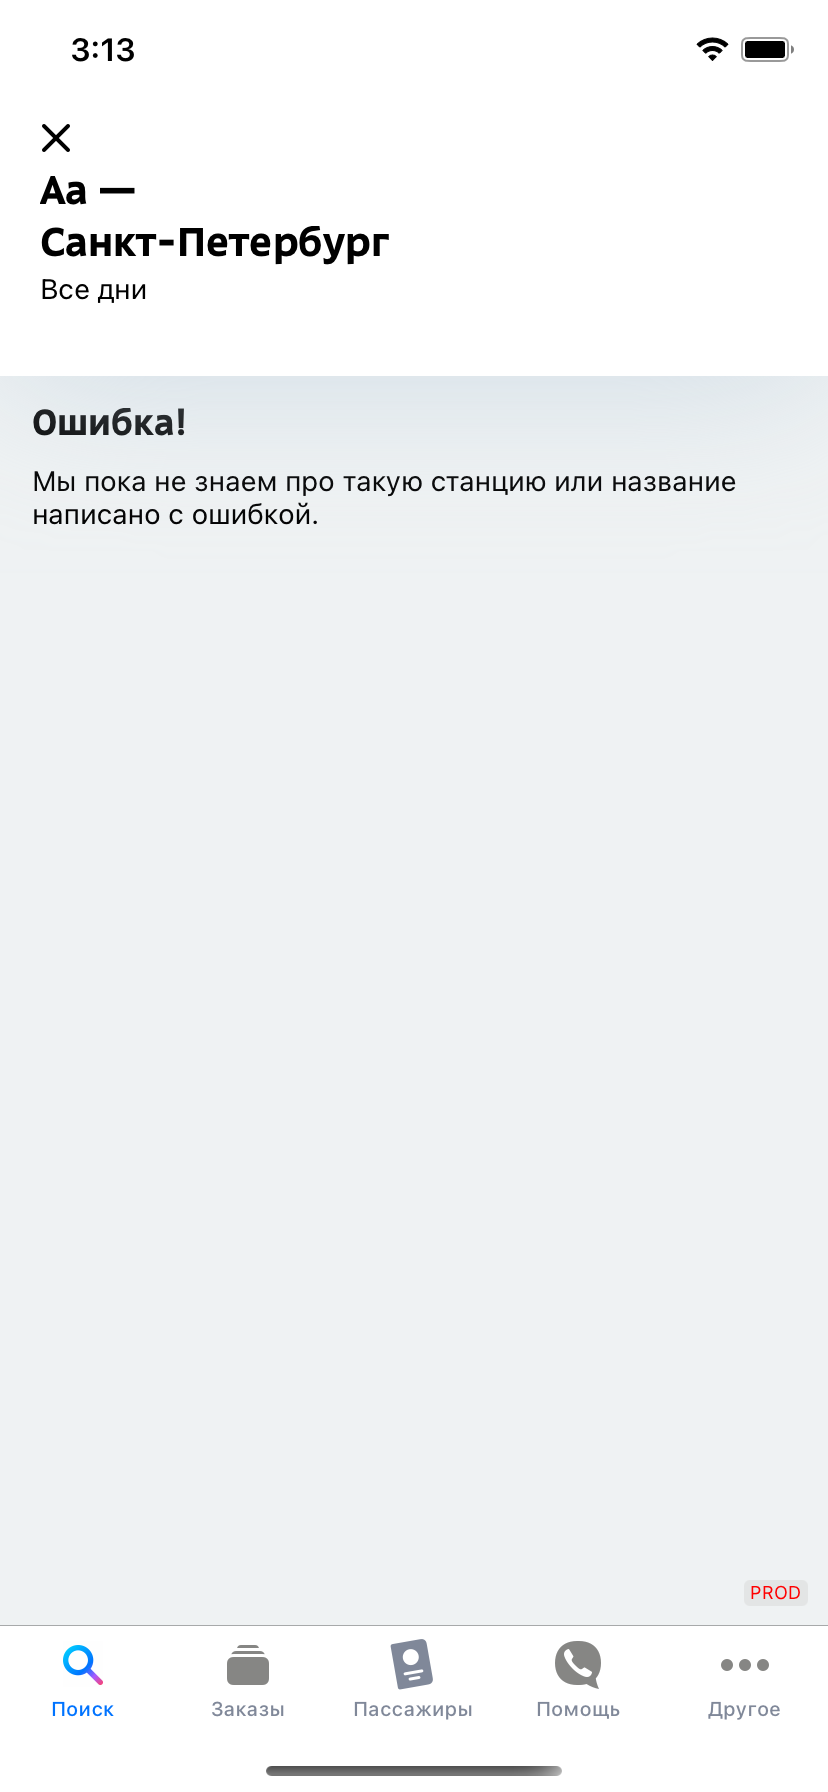 3:13
Аа —
Санкт-Петербург
Все дни
Ошибка!
Мы пока не знаем про такую станцию или название
написано с ошибкой.
PROD
Поиск
Заказы
Пассажиры
Помощь
Другое